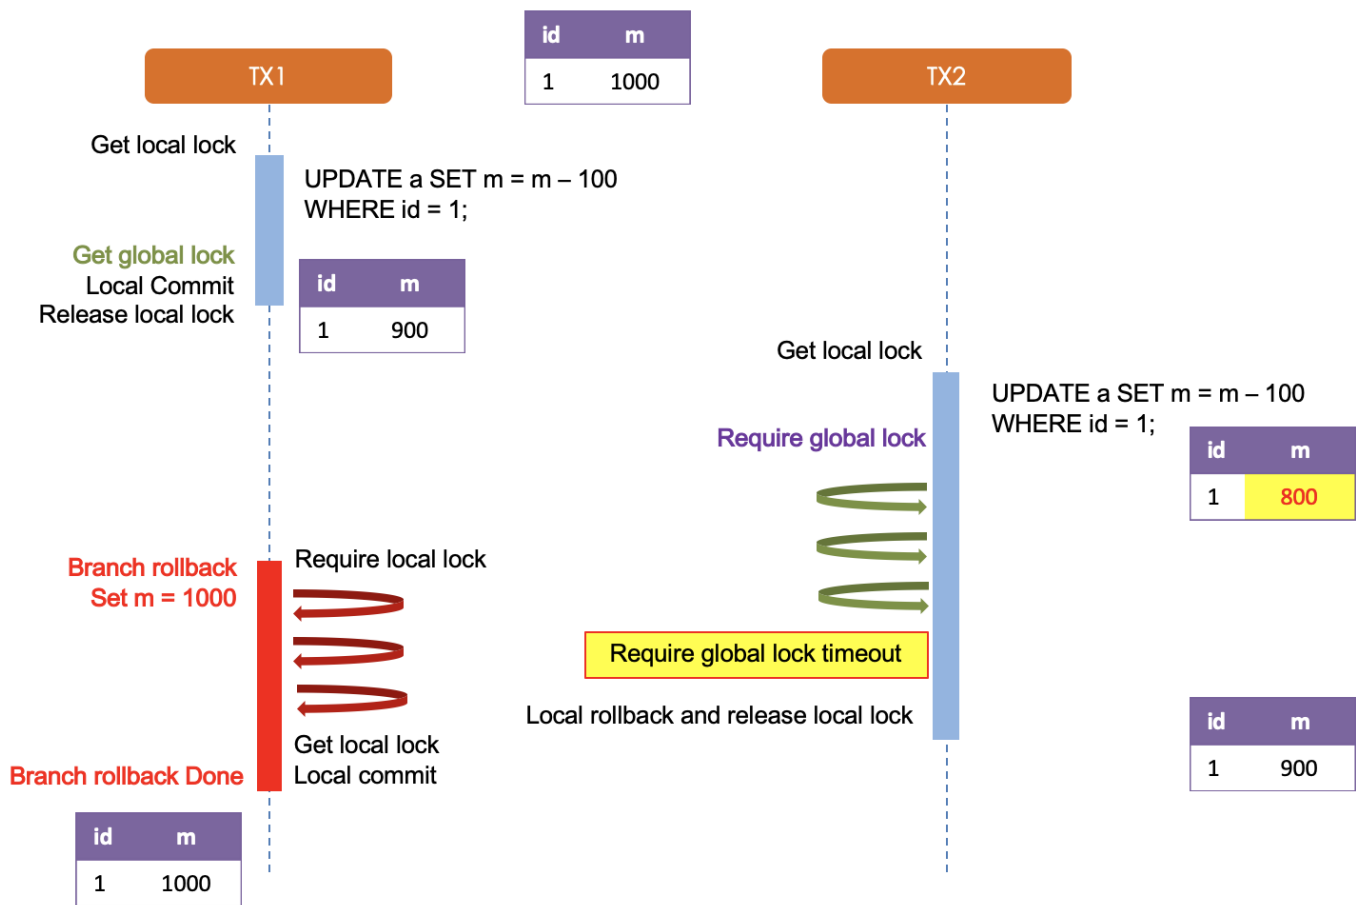 id m
1 1000
TX1
TX2
Get local lock
UPDATE a SET m = m – 100
WHERE id = 1;
Get global lock
Local Commit
Release local lock
id m
1 900
Get local lock
UPDATE a SET m = m – 100
WHERE id = 1;
Require global lock
id m
1 800
Branch rollback
Set m = 1000
Require local lock
Require global lock timeout
Local rollback and release local lock
id m
1 900
Get local lock
Local commit
Branch rollback Done
id m
1 1000